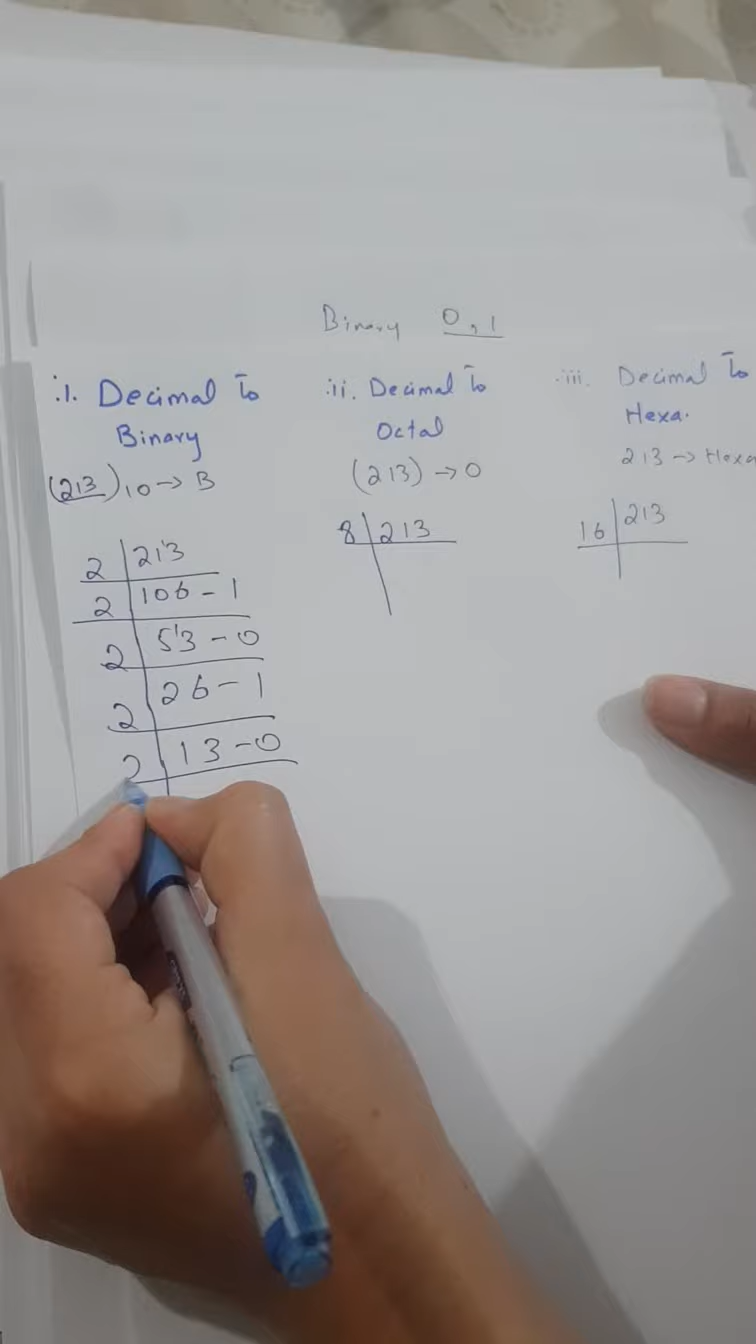 Binary 0,1
i. Decimal To
Binary
(213)10 → B
2 213
2 106 - 1
2 53 - 0
2 26 - 1
2 13 - 0
ii. Decimal To
Octal
(213) → O
8 213
iii. Decimal To
Hexa.
213 → Hexa
16 213